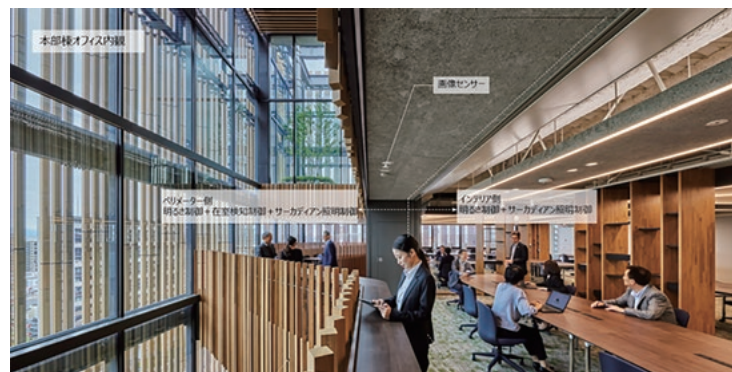 本部棟オフィス内観
画像センサー
ペリメーター側
明るさ制御+在室検知制御+サーカディアン照明制御
インテリア側
明るさ制御+サーカディアン照明制御